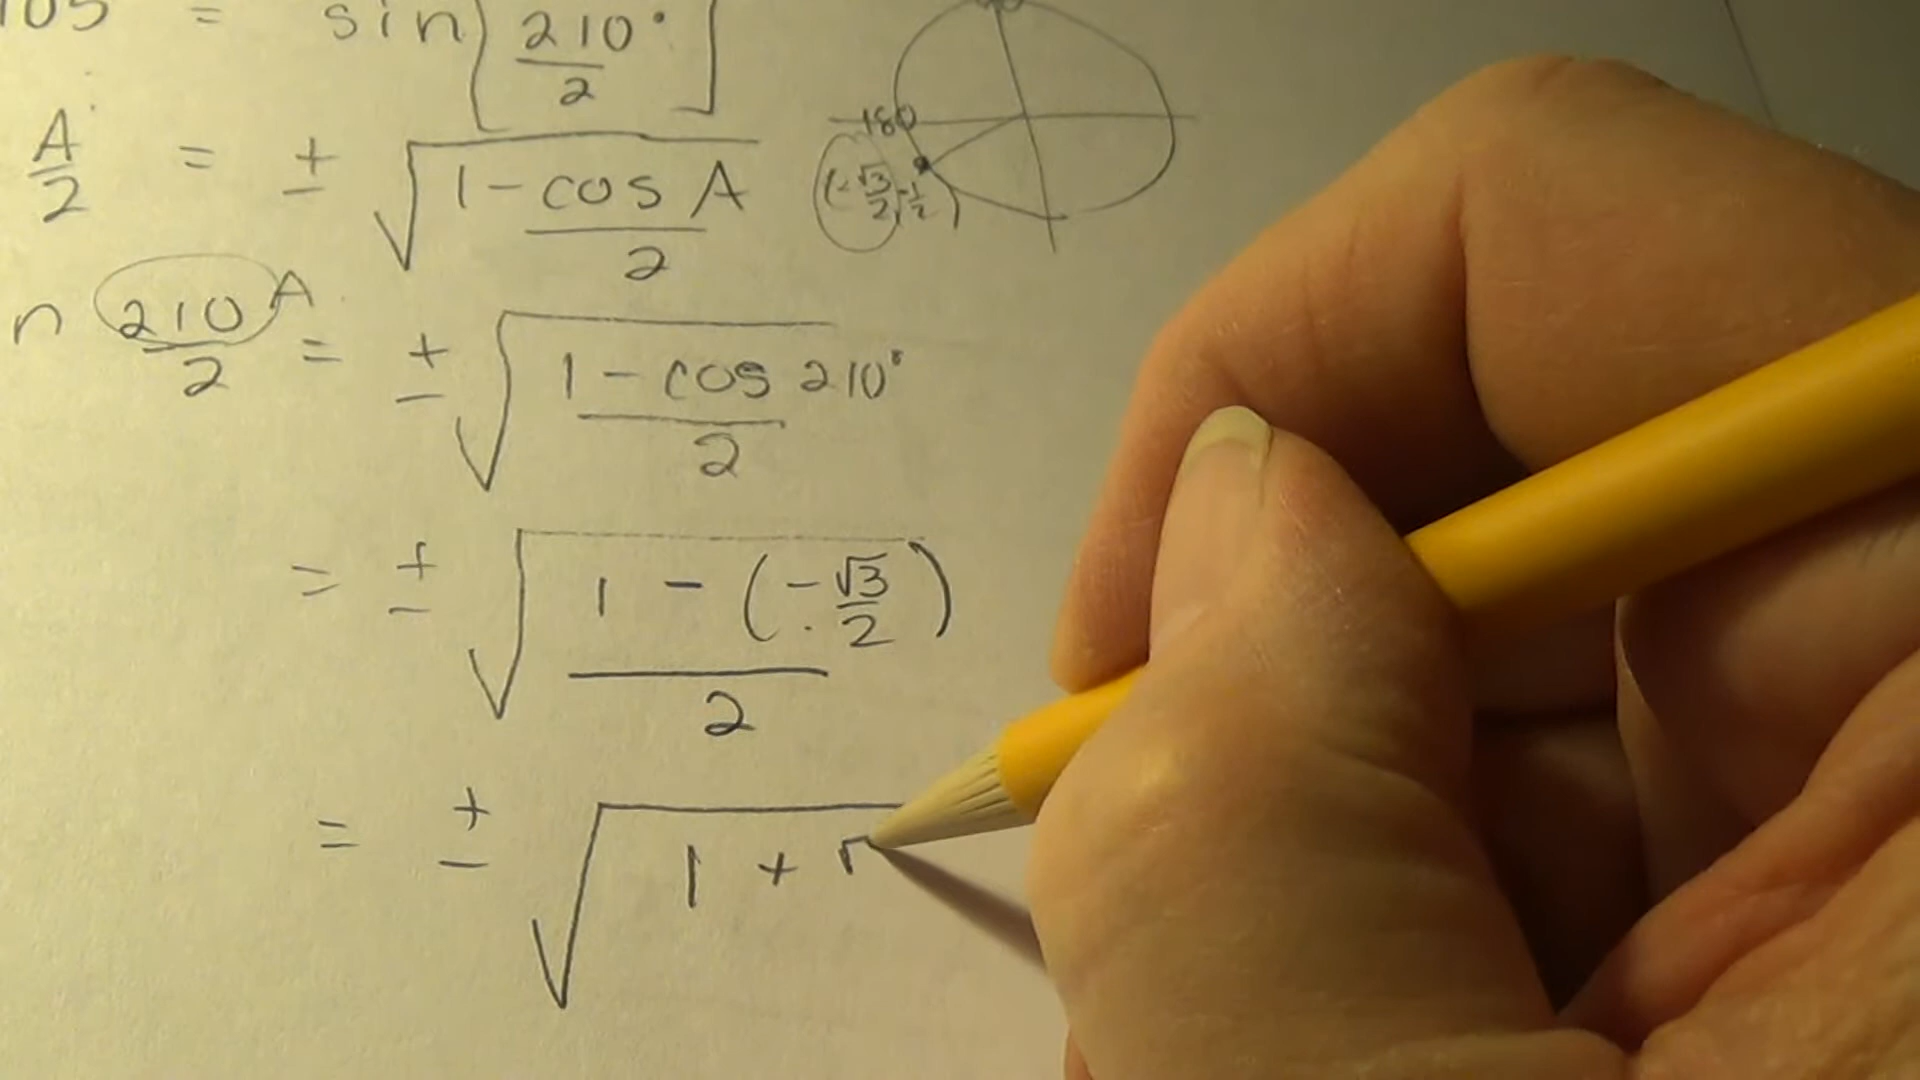 105 = sin[210°/2]
A/2 = ± √(1-cos A/2)
180
(-√3/2, -1/2)
n 210/2 A = ± √(1-cos 210°/2)
= ± √(1-(-√3/2)/2)
= ± √1 +